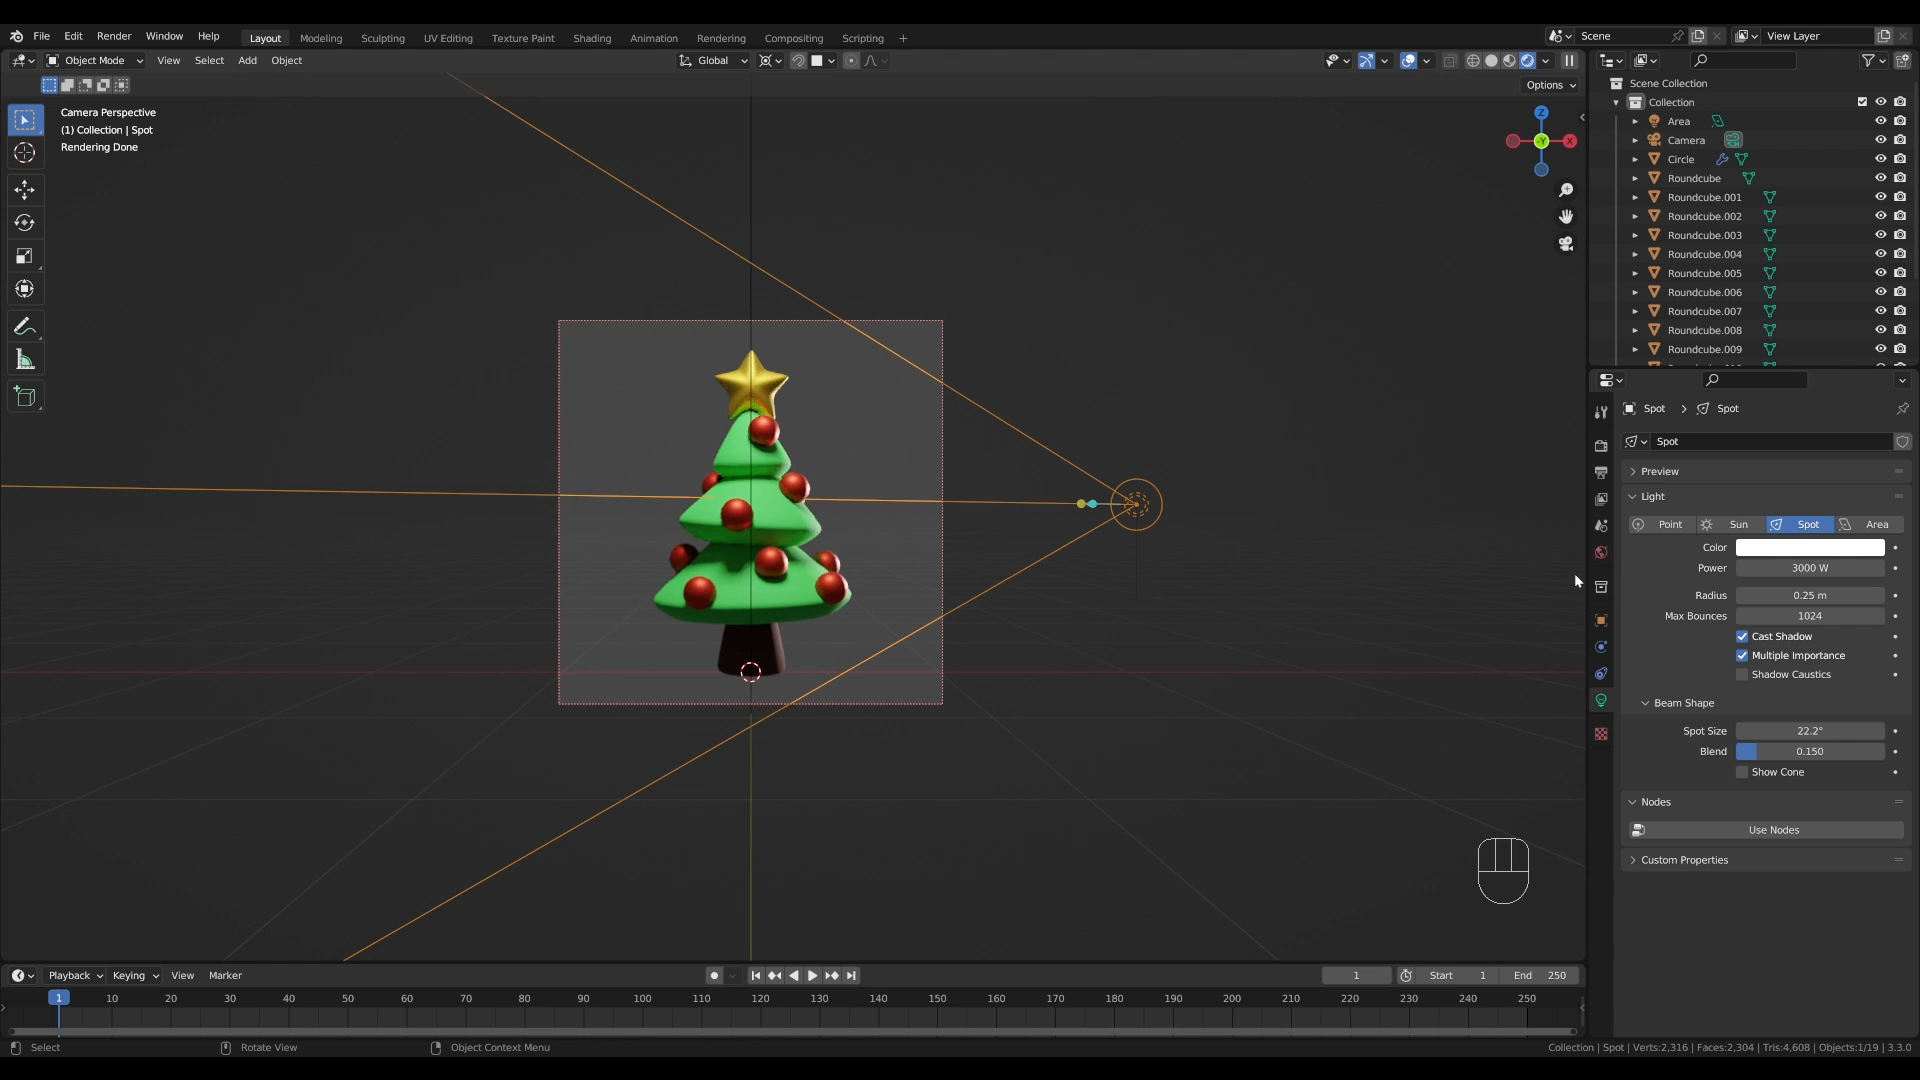 File Edit Render Window Help Layout Modeling Sculpting UV Editing Texture Paint Shading Animation Rendering Compositing Scripting Scene View Layer
Object Mode View Select Add Object Global
Options
Camera Perspective
(1) Collection | Spot
Rendering Done
Z
Y
X
Scene Collection
Collection
Area
Camera
Circle
Roundcube
Roundcube.001
Roundcube.002
Roundcube.003
Roundcube.004
Roundcube.005
Roundcube.006
Roundcube.007
Roundcube.008
Roundcube.009
Spot > Spot
Spot
Preview
Light
Point Sun Spot Area
Color
Power 3000 W
Radius 0.25 m
Max Bounces 1024
Cast Shadow
Multiple Importance
Shadow Caustics
Beam Shape
Spot Size 22.2°
Blend 0.150
Show Cone
Nodes
Use Nodes
Custom Properties
Playback Keying View Marker 1 Start 1 End 250
1 10 20 30 40 50 60 70 80 90 100 110 120 130 140 150 160 170 180 190 200 210 220 230 240 250
Select Rotate View Object Context Menu Collection | Spot | Verts:2,316 | Faces:2,304 | Tris:4,608 | Objects:1/19 | 3.3.0